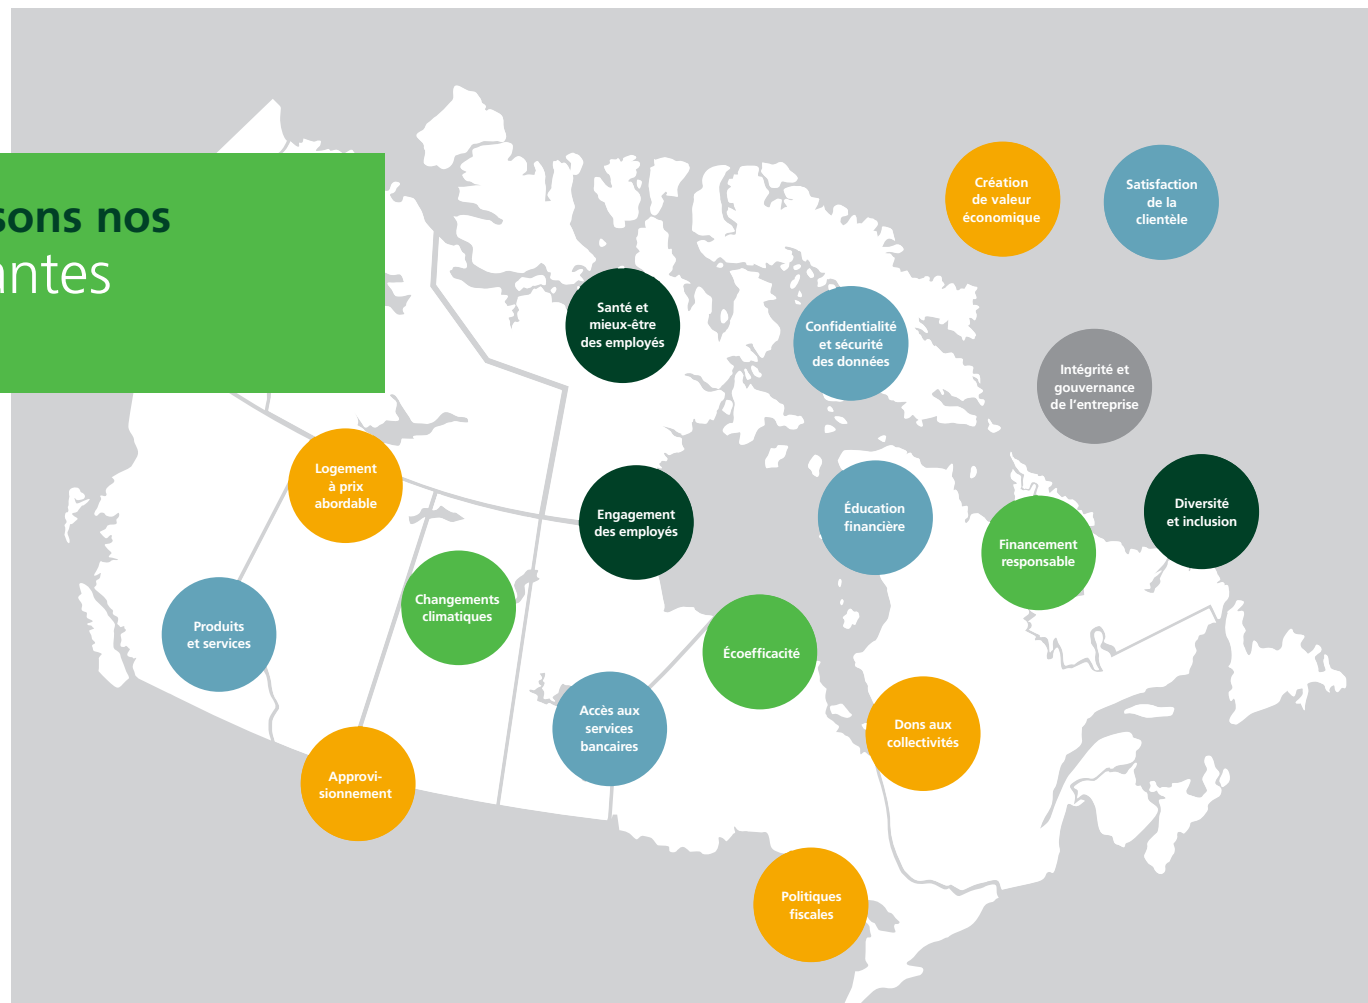 sons nos
antes
Création
de valeur
économique
Satisfaction
de la
clientèle
Santé et
mieux-être
des employés
Confidentialité
et sécurité
des données
Intégrité et
gouvernance
de l'entreprise
Logement
à prix
abordable
Engagement
des employés
Éducation
financière
Financement
responsable
Diversité
et inclusion
Produits
et services
Changements
climatiques
Écoefficacité
Accès aux
services
bancaires
Dons aux
collectivités
Approvi-
sionnement
Politiques
fiscales